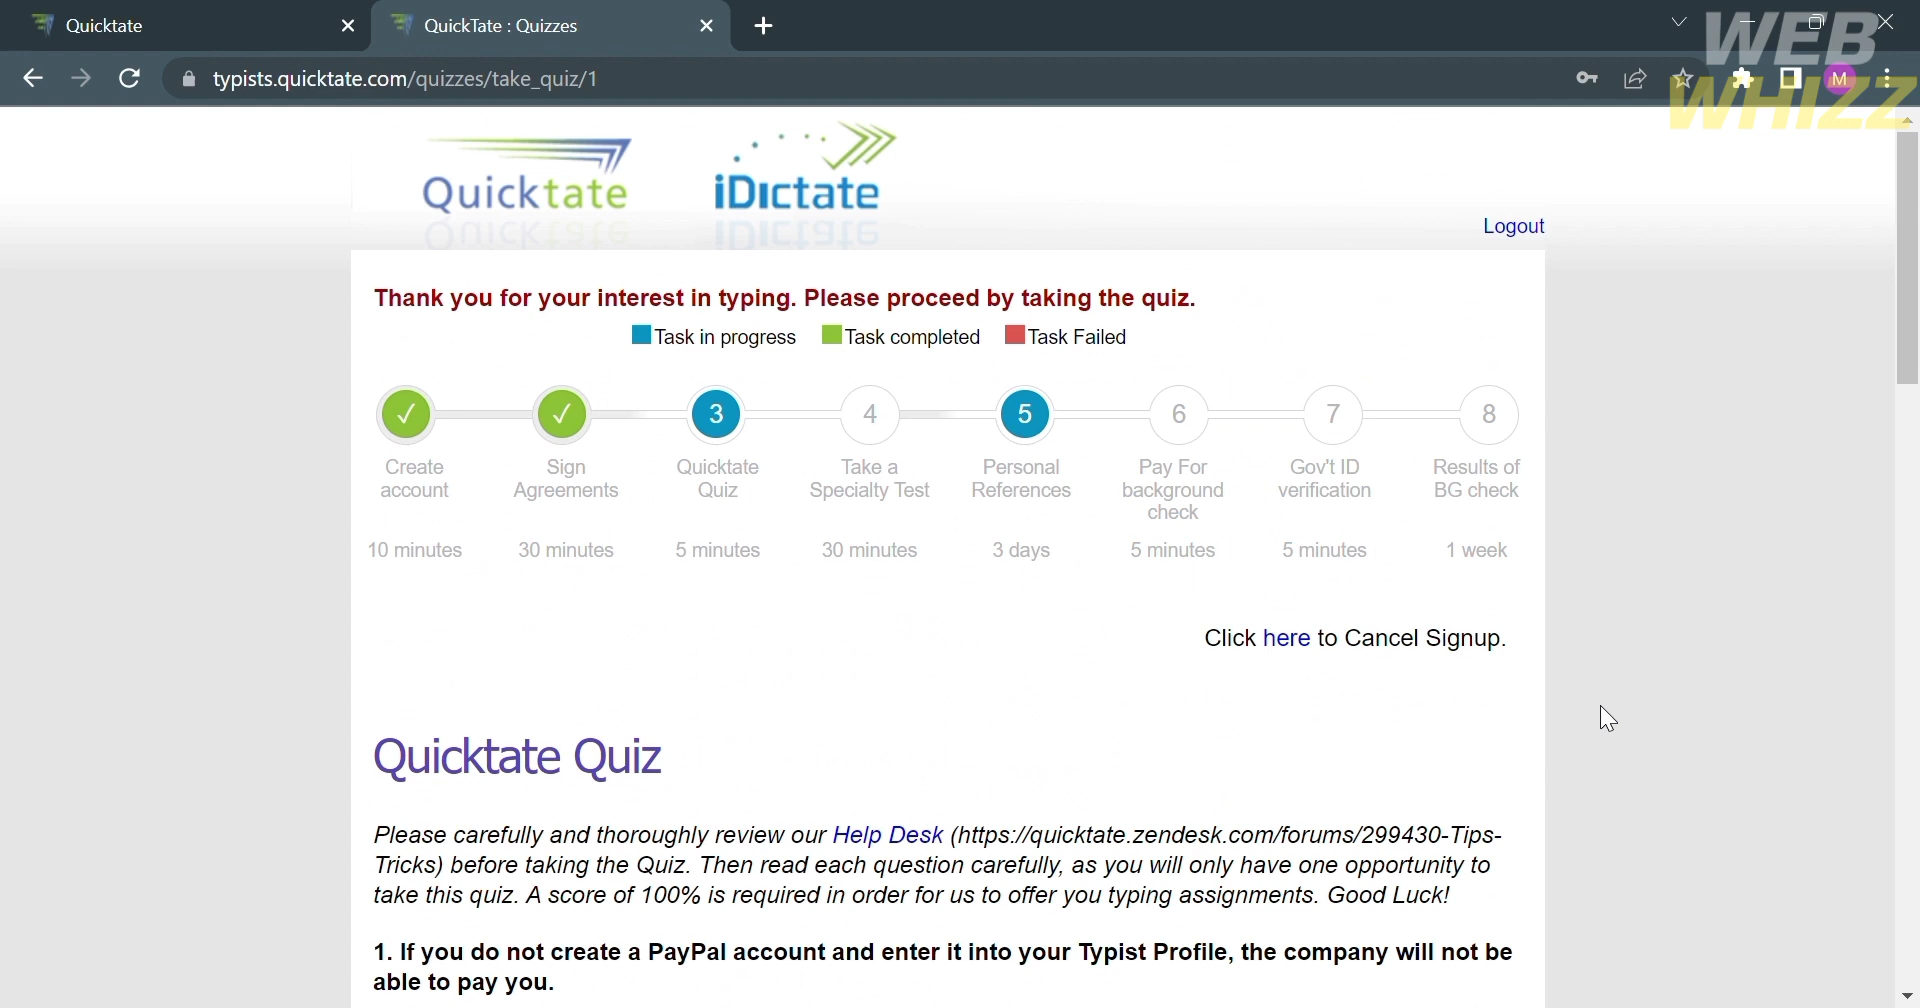 Quicktate
QuickTate : Quizzes
WEB
WHIZZ
typists.quicktate.com/quizzes/take_quiz/1
M
Quicktate
iDictate
Logout
Thank you for your interest in typing. Please proceed by taking the quiz.
Task in progress Task completed Task Failed
3 4 5 6 7 8
Create account
Sign Agreements
Quicktate Quiz
Take a Specialty Test
Personal References
Pay For background check
Gov't ID verification
Results of BG check
10 minutes 30 minutes 5 minutes 30 minutes 3 days 5 minutes 5 minutes 1 week
Click here to Cancel Signup.
Quicktate Quiz
Please carefully and thoroughly review our Help Desk (https://quicktate.zendesk.com/forums/299430-Tips-
Tricks) before taking the Quiz. Then read each question carefully, as you will only have one opportunity to
take this quiz. A score of 100% is required in order for us to offer you typing assignments. Good Luck!
1. If you do not create a PayPal account and enter it into your Typist Profile, the company will not be
able to pay you.